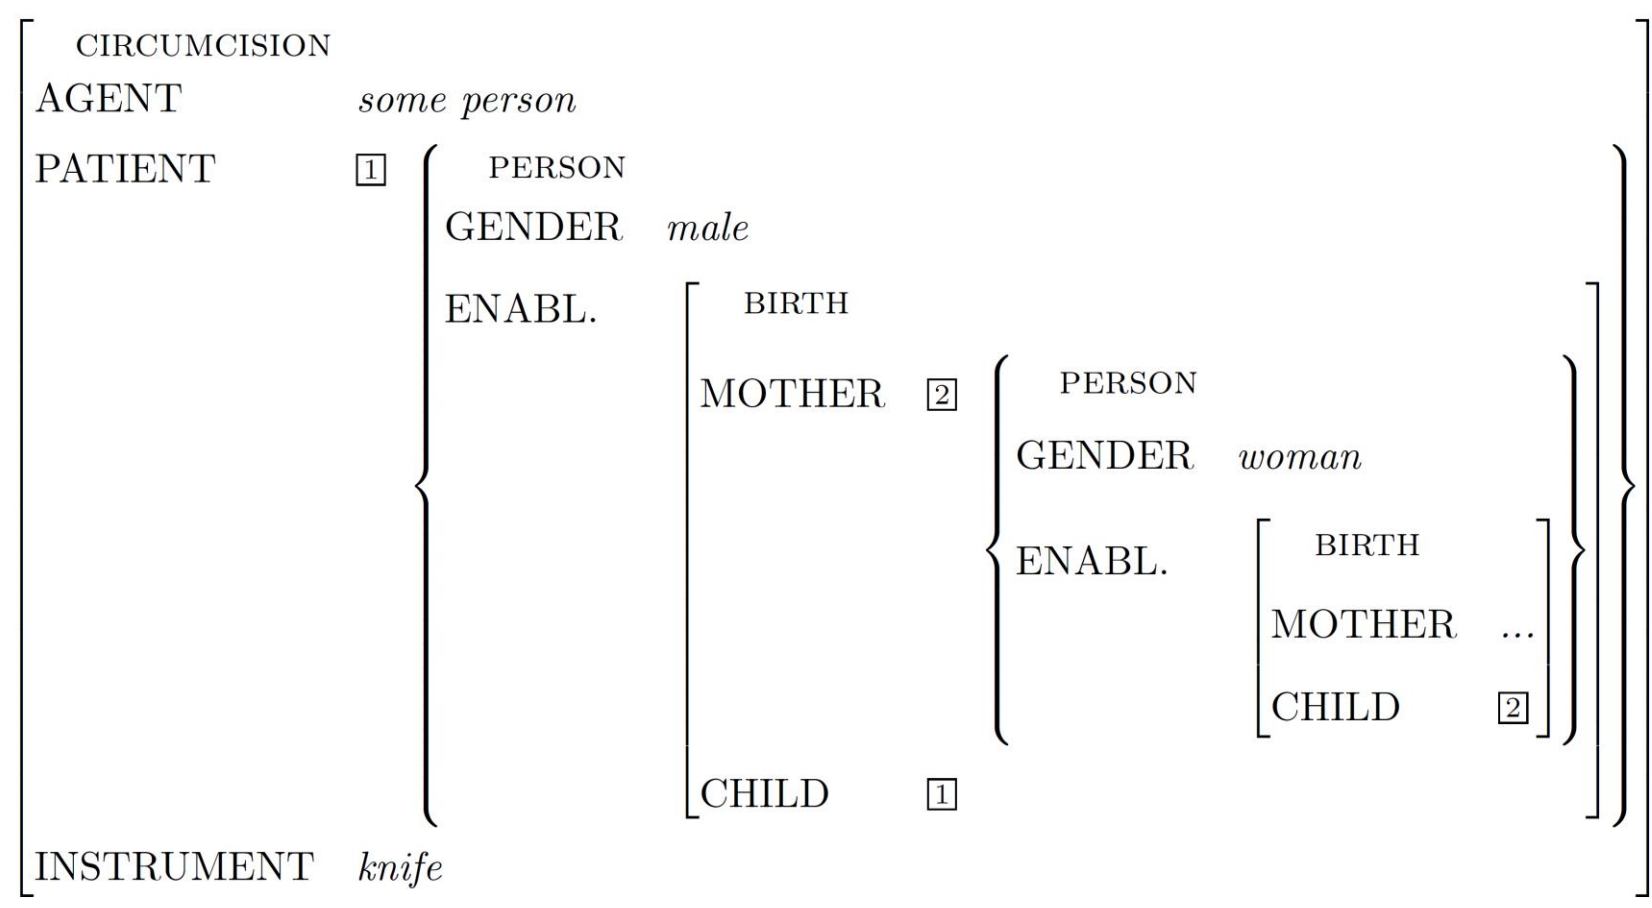 CIRCUMCISION
AGENT some person
PATIENT 1 PERSON
GENDER male
ENABL. BIRTH
MOTHER 2 PERSON
GENDER woman
ENABL. BIRTH
MOTHER ...
CHILD 2
CHILD 1
INSTRUMENT knife